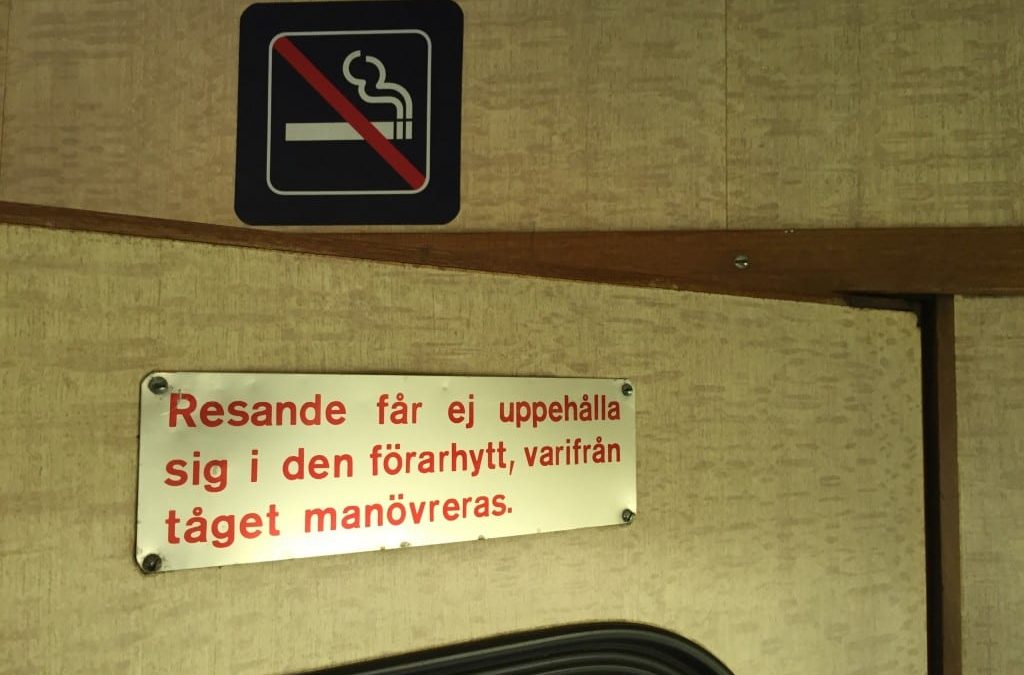 Resande får ej uppehålla
sig i den förarhytt, varifrån
tåget manövreras.